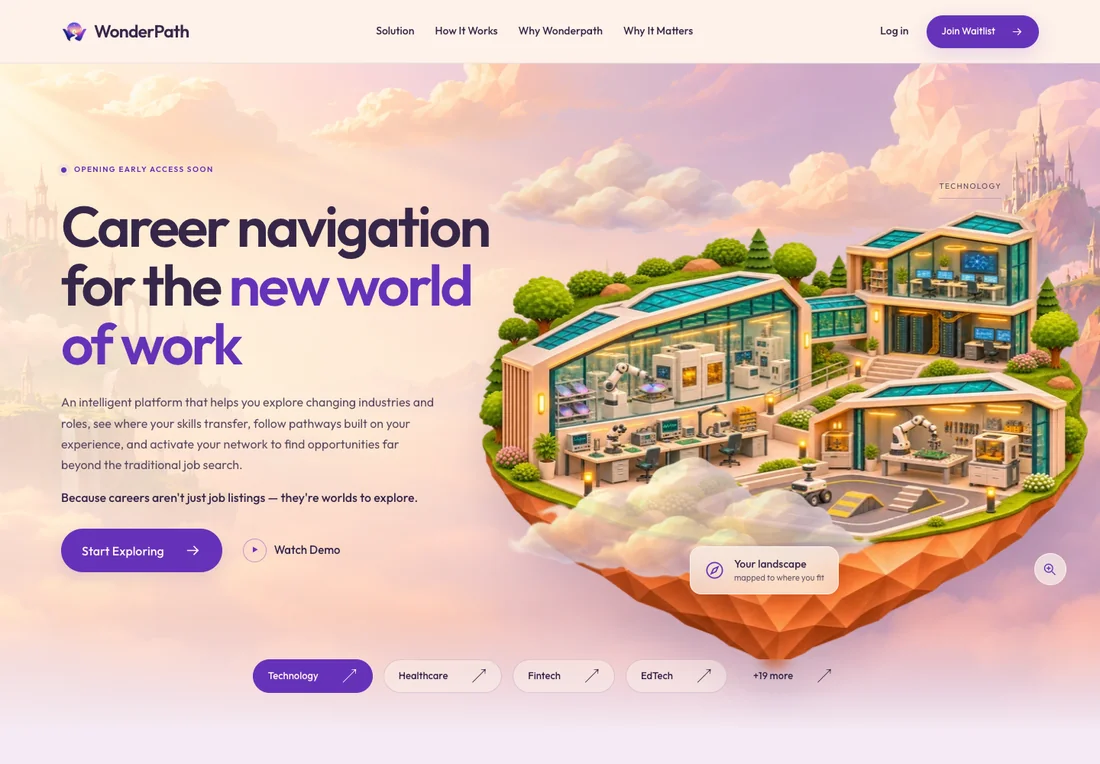 WonderPath
Solution
How It Works
Why Wonderpath
Why It Matters
Log in
Join Waitlist
OPENING EARLY ACCESS SOON
TECHNOLOGY
Career navigation
for the new world
of work
An intelligent platform that helps you explore changing industries and
roles, see where your skills transfer, follow pathways built on your
experience, and activate your network to find opportunities far
beyond the traditional job search.
Because careers aren't just job listings — they're worlds to explore.
Start Exploring
Watch Demo
Your landscape
mapped to where you fit
Technology
Healthcare
Fintech
EdTech
+19 more